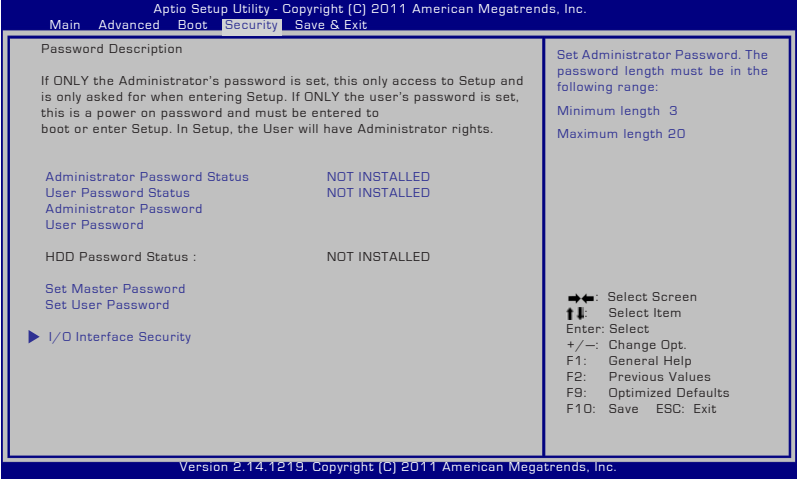 Aptio Setup Utility - Copyright (C) 2011 American Megatrends, Inc.
Main Advanced Boot Security Save & Exit
Password Description
If ONLY the Administrator's password is set, this only access to Setup and
is only asked for when entering Setup. If ONLY the user's password is set,
this is a power on password and must be entered to
boot or enter Setup. In Setup, the User will have Administrator rights.
Administrator Password Status NOT INSTALLED
User Password Status NOT INSTALLED
Administrator Password
User Password
HDD Password Status : NOT INSTALLED
Set Master Password
Set User Password
I/O Interface Security
Set Administrator Password. The
password length must be in the
following range:
Minimum length 3
Maximum length 20
→←: Select Screen
↑↓: Select Item
Enter: Select
+/—: Change Opt.
F1: General Help
F2: Previous Values
F9: Optimized Defaults
F10: Save ESC: Exit
Version 2.14.1219. Copyright (C) 2011 American Megatrends, Inc.